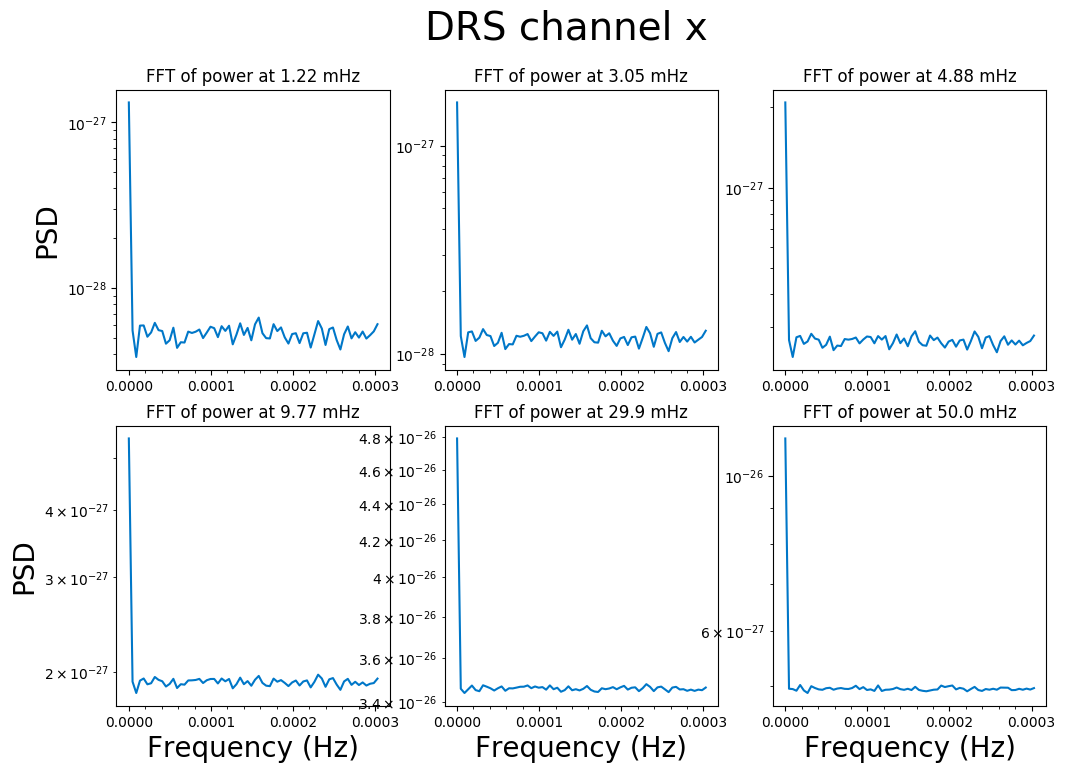 DRS channel x
FFT of power at 1.22 mHz
FFT of power at 3.05 mHz
FFT of power at 4.88 mHz
10⁻²⁷
10⁻²⁸
PSD
0.0000 0.0001 0.0002 0.0003
10⁻²⁷
10⁻²⁸
0.0000 0.0001 0.0002 0.0003
10⁻²⁷
0.0000 0.0001 0.0002 0.0003
FFT of power at 9.77 mHz
FFT of power at 29.9 mHz
FFT of power at 50.0 mHz
4 × 10⁻²⁷
3 × 10⁻²⁷
2 × 10⁻²⁷
PSD
0.0000 0.0001 0.0002 0.0003
Frequency (Hz)
4.8 × 10⁻²⁶
4.6 × 10⁻²⁶
4.4 × 10⁻²⁶
4.2 × 10⁻²⁶
4 × 10⁻²⁶
3.8 × 10⁻²⁶
3.6 × 10⁻²⁶
3.4 × 10⁻²⁶
0.0000 0.0001 0.0002 0.0003
Frequency (Hz)
10⁻²⁶
6 × 10⁻²⁷
0.0000 0.0001 0.0002 0.0003
Frequency (Hz)